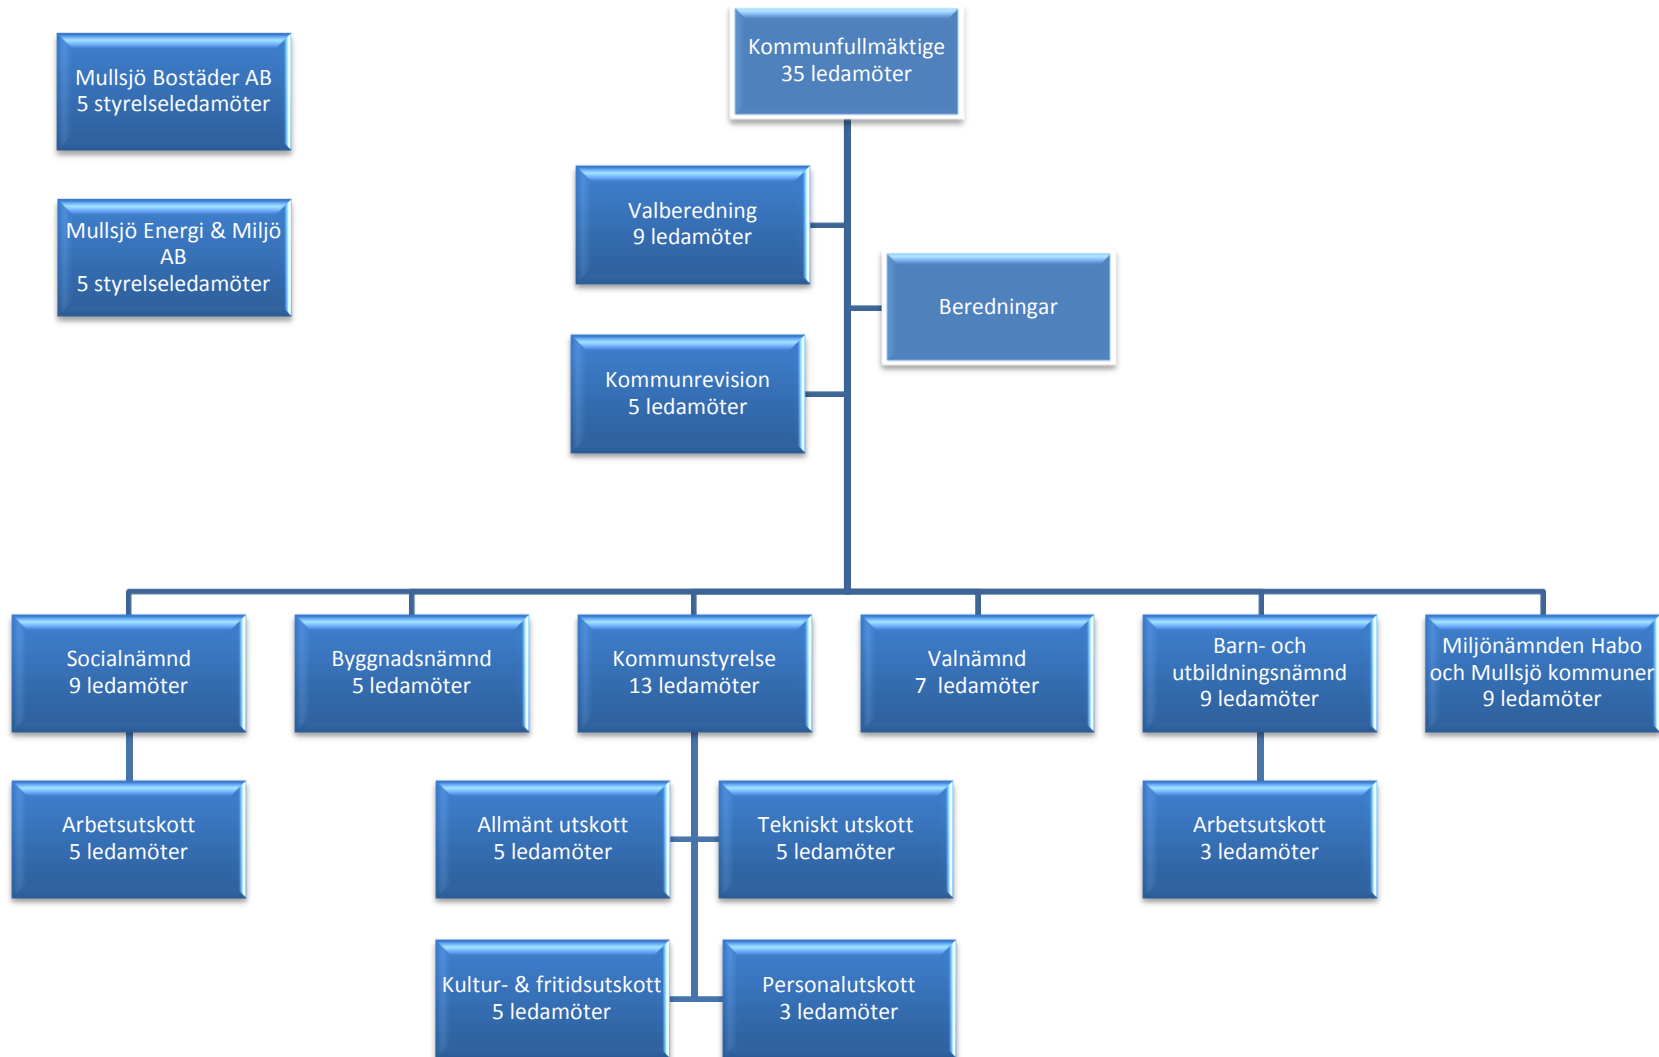 Kommunfullmäktige
35 ledamöter
Mullsjö Bostäder AB
5 styrelseledamöter
Valberedning
9 ledamöter
Mullsjö Energi & Miljö
AB
5 styrelseledamöter
Beredningar
Kommunrevision
5 ledamöter
Socialnämnd
9 ledamöter
Byggnadsnämnd
5 ledamöter
Kommunstyrelse
13 ledamöter
Valnämnd
7 ledamöter
Barn- och
utbildningsnämnd
9 ledamöter
Miljönämnden Habo
och Mullsjö kommuner
9 ledamöter
Arbetsutskott
5 ledamöter
Allmänt utskott
5 ledamöter
Tekniskt utskott
5 ledamöter
Arbetsutskott
3 ledamöter
Kultur- & fritidsutskott
5 ledamöter
Personalutskott
3 ledamöter